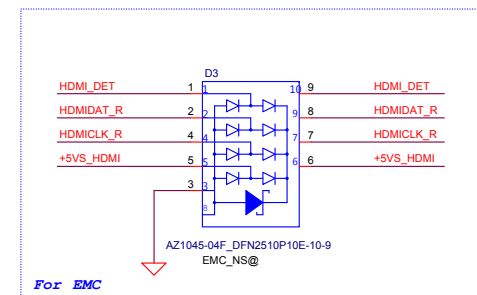 D3
HDMI_DET 1 1 10 9 HDMI_DET
HDMIDAT_R 2 2 9 8 HDMIDAT_R
HDMICLK_R 4 4 7 7 HDMICLK_R
+5VS_HDMI 5 5 6 6 +5VS_HDMI
3 3
8
AZ1045-04F_DFN2510P10E-10-9
EMC_NS@
For EMC